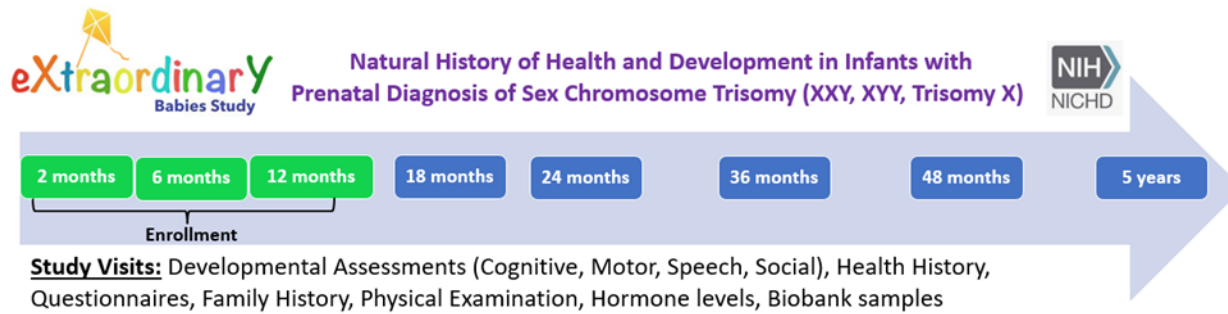 eXtraordinarY
Babies Study
Natural History of Health and Development in Infants with
Prenatal Diagnosis of Sex Chromosome Trisomy (XXY, XYY, Trisomy X)
NIH
NICHD
2 months
6 months
12 months
18 months
24 months
36 months
48 months
5 years
Enrollment
Study Visits: Developmental Assessments (Cognitive, Motor, Speech, Social), Health History,
Questionnaires, Family History, Physical Examination, Hormone levels, Biobank samples